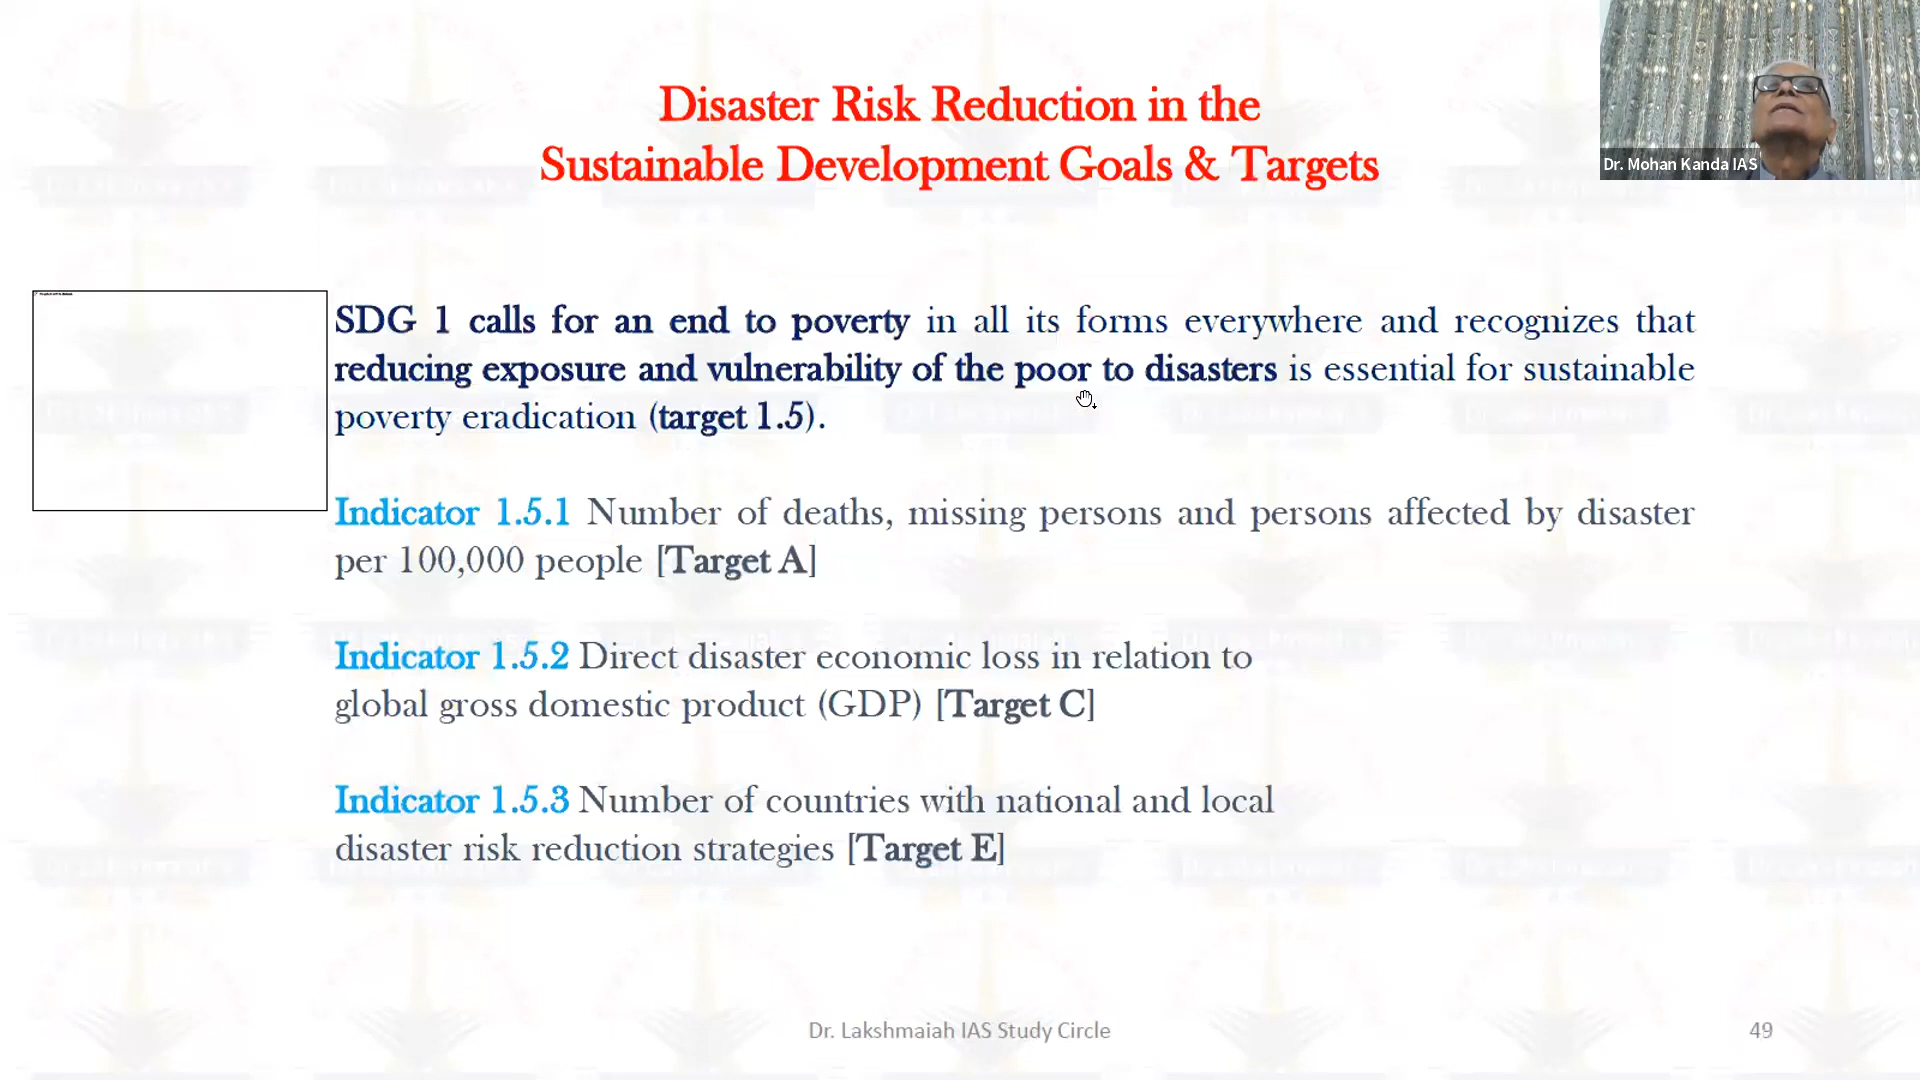 Disaster Risk Reduction in the
Sustainable Development Goals & Targets
Dr. Mohan Kanda IAS
SDG 1 calls for an end to poverty in all its forms everywhere and recognizes that
reducing exposure and vulnerability of the poor to disasters is essential for sustainable
poverty eradication (target 1.5).
Indicator 1.5.1 Number of deaths, missing persons and persons affected by disaster
per 100,000 people [Target A]
Indicator 1.5.2 Direct disaster economic loss in relation to
global gross domestic product (GDP) [Target C]
Indicator 1.5.3 Number of countries with national and local
disaster risk reduction strategies [Target E]
Dr. Lakshmaiah IAS Study Circle
49